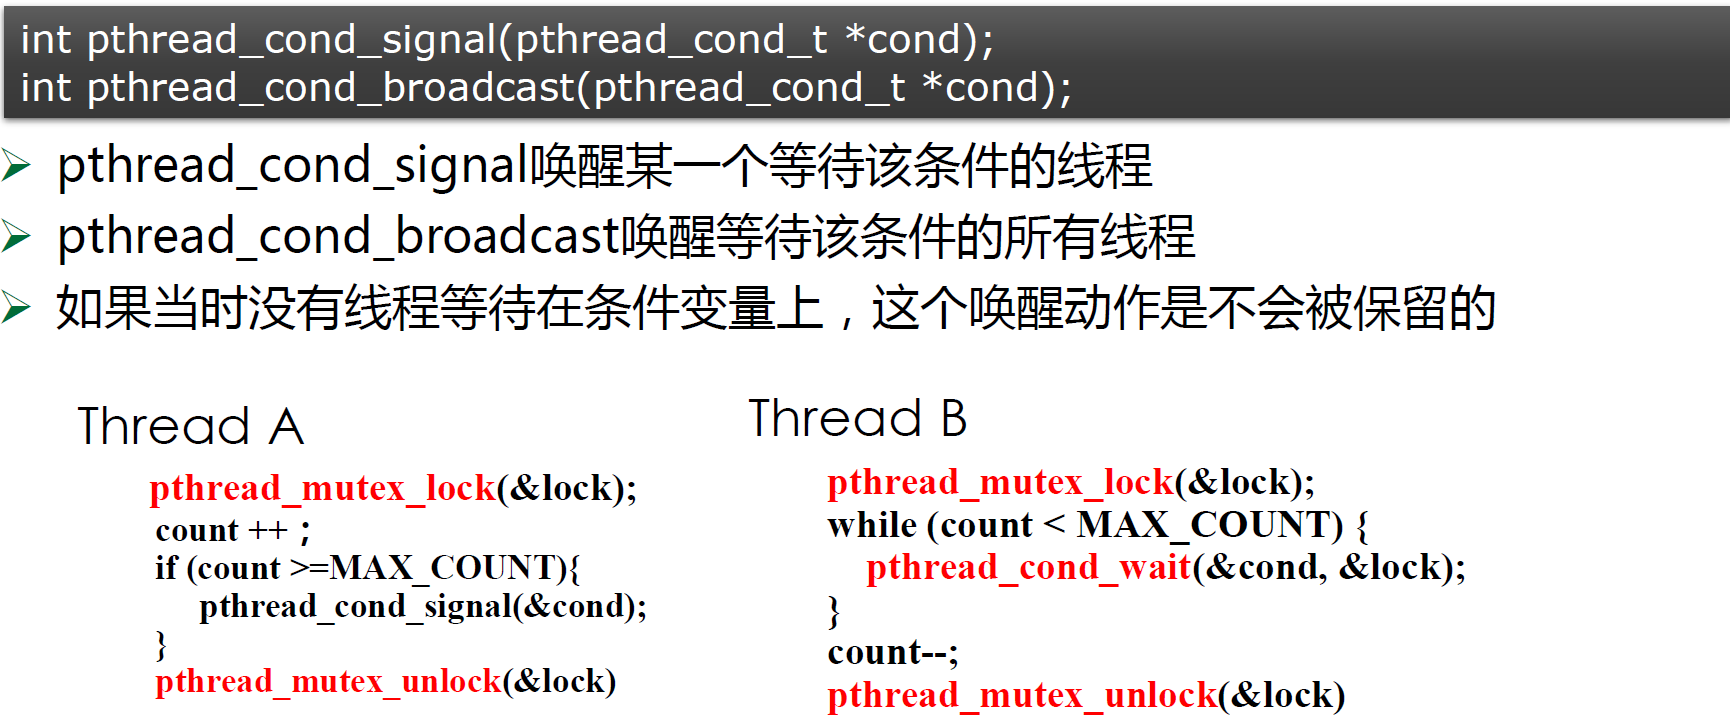 int pthread_cond_signal(pthread_cond_t *cond);
int pthread_cond_broadcast(pthread_cond_t *cond);
pthread_cond_signal唤醒某一个等待该条件的线程
pthread_cond_broadcast唤醒等待该条件的所有线程
如果当时没有线程等待在条件变量上，这个唤醒动作是不会被保留的
Thread A
pthread_mutex_lock(&lock);
count ++；
if (count >=MAX_COUNT){
pthread_cond_signal(&cond);
}
pthread_mutex_unlock(&lock)
Thread B
pthread_mutex_lock(&lock);
while (count < MAX_COUNT) {
pthread_cond_wait(&cond, &lock);
}
count--;
pthread_mutex_unlock(&lock)